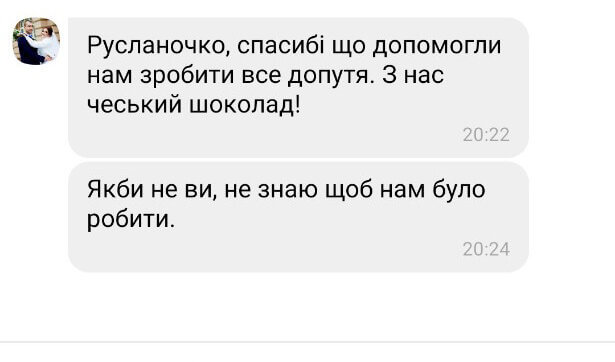 Русланочко, спасибі що допомогли
нам зробити все допутя. З нас
чеський шоколад!
20:22
Якби не ви, не знаю щоб нам було
робити.
20:24